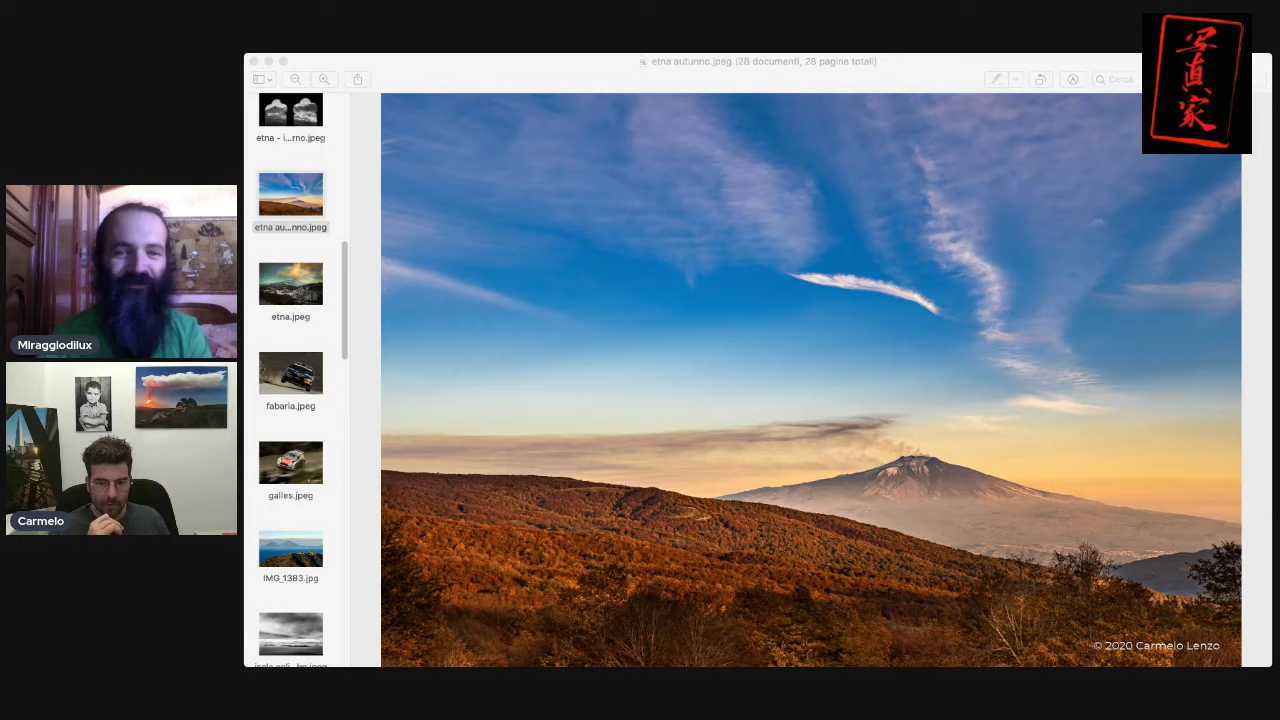 etna autunno.jpeg (28 documenti, 28 pagine totali)
Cerca
写
真
家
etna - i...rno.jpeg
etna au...nno.jpeg
etna.jpeg
fabaria.jpeg
galles.jpeg
IMG_1383.jpg
Miraggiodilux
Carmelo
© 2020 Carmelo Lenzo